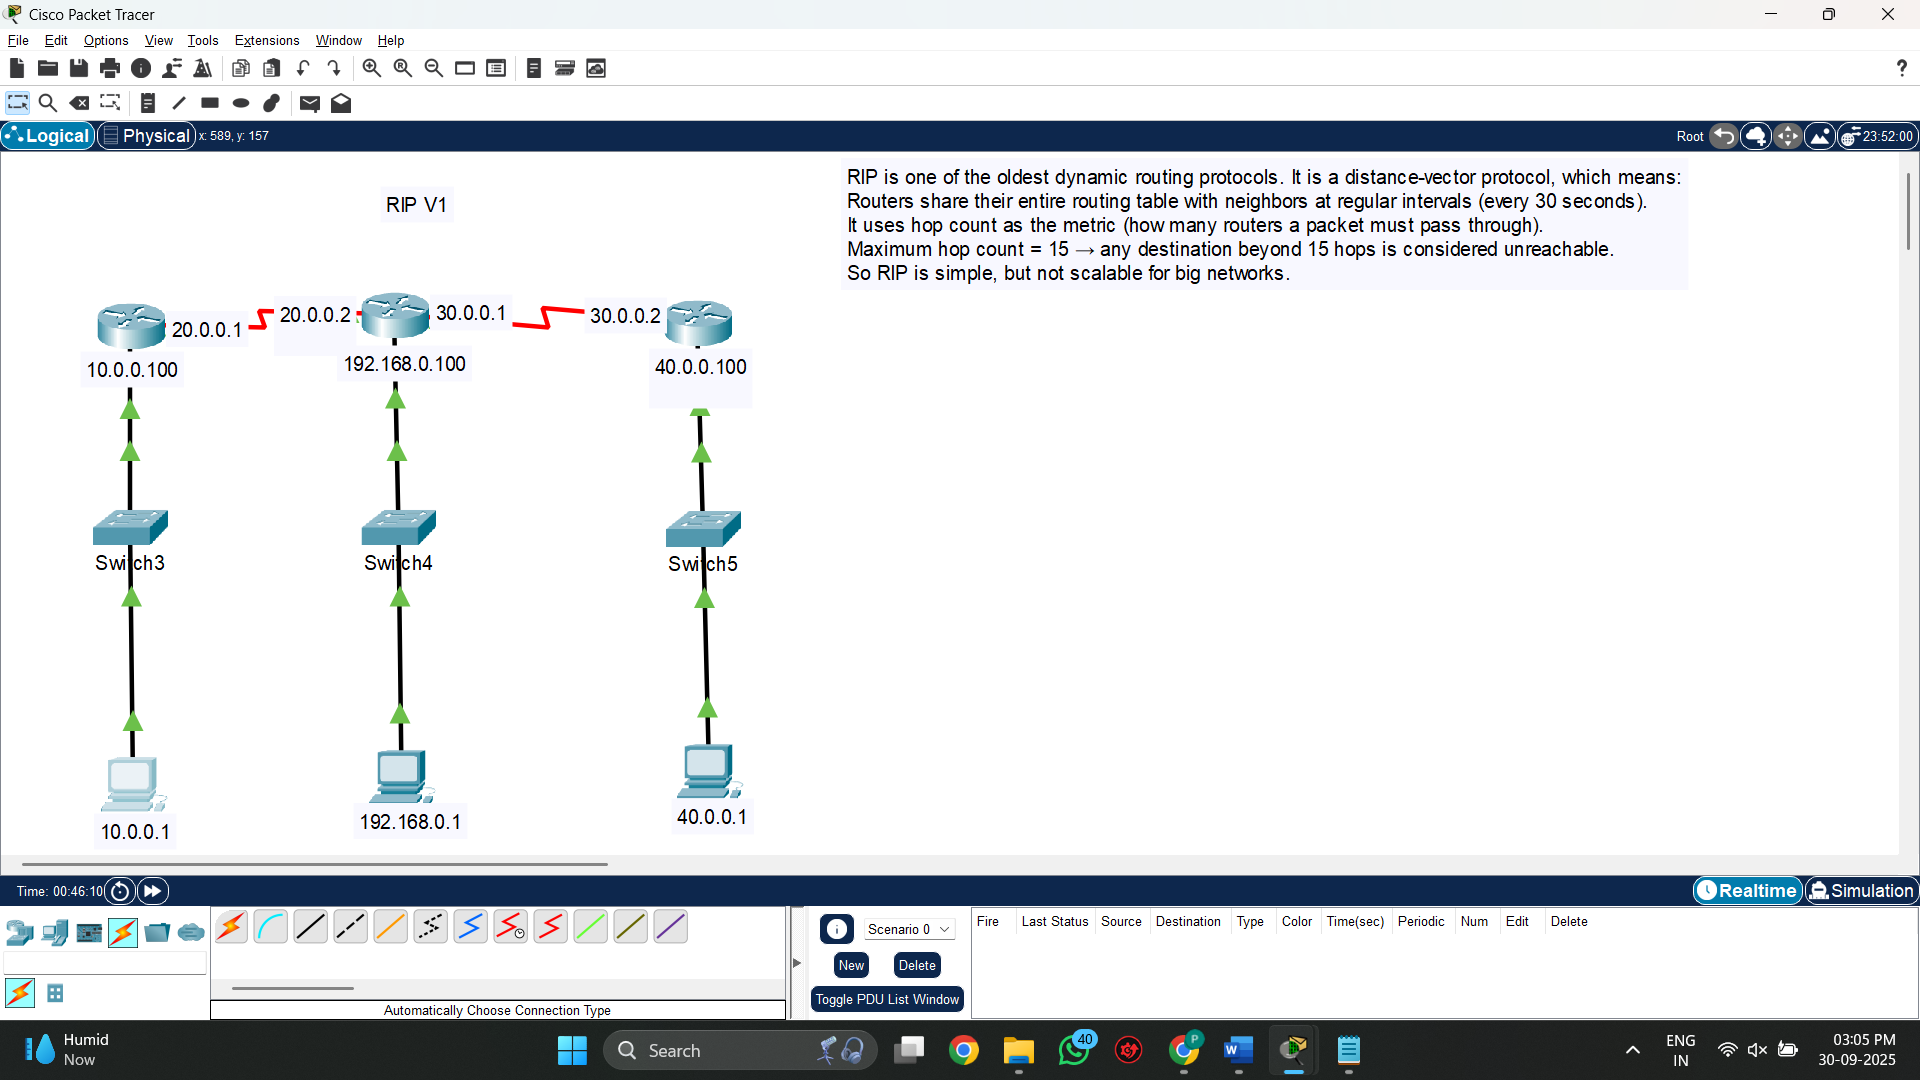 Cisco Packet Tracer
File Edit Options View Tools Extensions Window Help
?
Logical Physical x: 589, y: 157 Root 23:52:00
RIP V1
RIP is one of the oldest dynamic routing protocols. It is a distance-vector protocol, which means:
Routers share their entire routing table with neighbors at regular intervals (every 30 seconds).
It uses hop count as the metric (how many routers a packet must pass through).
Maximum hop count = 15 → any destination beyond 15 hops is considered unreachable.
So RIP is simple, but not scalable for big networks.
20.0.0.1 20.0.0.2 30.0.0.1 30.0.0.2
10.0.0.100 192.168.0.100 40.0.0.100
Switch3 Switch4 Switch5
10.0.0.1 192.168.0.1 40.0.0.1
Time: 00:46:10 Realtime Simulation
Scenario 0
New Delete
Toggle PDU List Window
Fire Last Status Source Destination Type Color Time(sec) Periodic Num Edit Delete
Automatically Choose Connection Type
Humid
Now
Search
40
P
W
ENG
IN
03:05 PM
30-09-2025